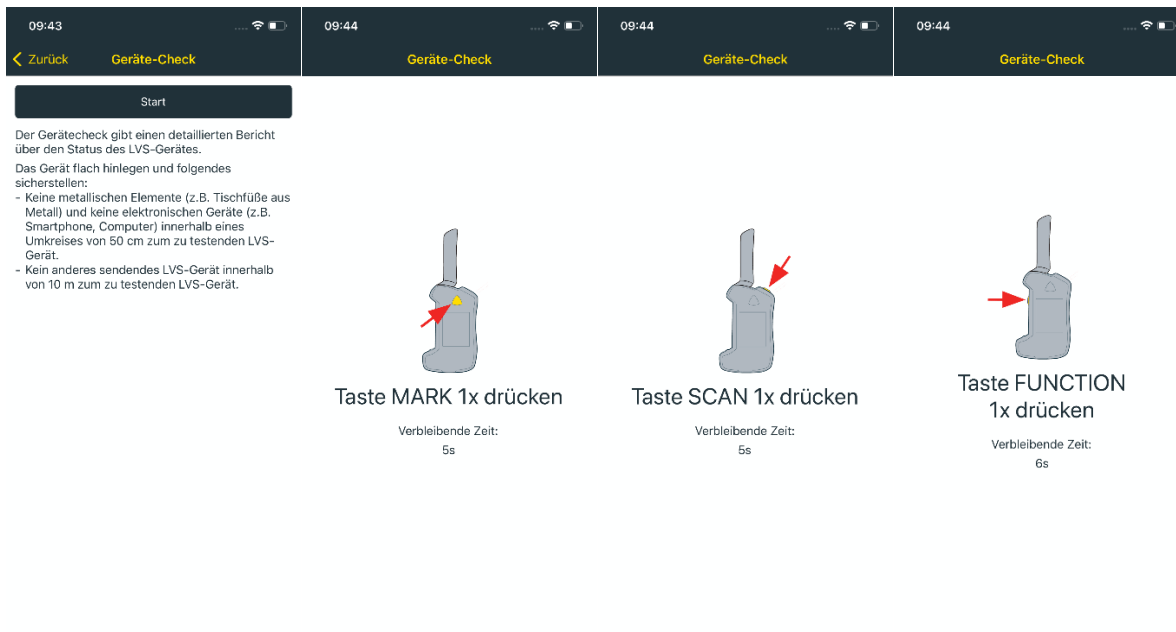 09:43
Zurück
Geräte-Check
Start
Der Gerätecheck gibt einen detaillierten Bericht
über den Status des LVS-Gerätes.
Das Gerät flach hinlegen und folgendes
sicherstellen:
- Keine metallischen Elemente (z.B. Tischfüße aus
Metall) und keine elektronischen Geräte (z.B.
Smartphone, Computer) innerhalb eines
Umkreises von 50 cm zum zu testenden LVS-
Gerät.
- Kein anderes sendendes LVS-Gerät innerhalb
von 10 m zum zu testenden LVS-Gerät.
09:44
Geräte-Check
Taste MARK 1x drücken
Verbleibende Zeit:
5s
09:44
Geräte-Check
Taste SCAN 1x drücken
Verbleibende Zeit:
5s
09:44
Geräte-Check
Taste FUNCTION
1x drücken
Verbleibende Zeit:
6s